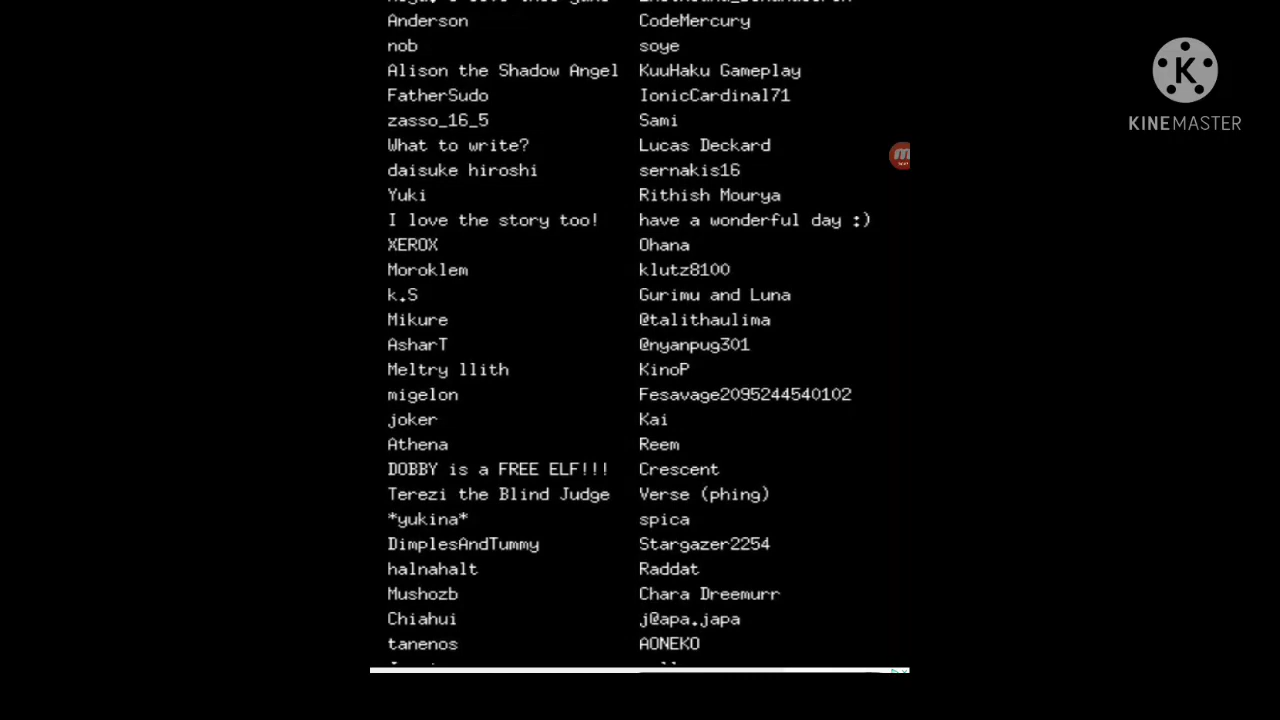 Anderson CodeMercury
nob soye
Alison the Shadow Angel KuuHaku Gameplay
FatherSudo IonicCardinal71
zasso_16_5 Sami
What to write? Lucas Deckard
daisuke hiroshi sernakis16
Yuki Rithish Mourya
I love the story too! have a wonderful day :)
XEROX Ohana
Moroklem klutz8100
k.S Gurimu and Luna
Mikure @talithaulima
AsharT @nyanpug301
Meltry llith KinoP
migelon Fesavage2095244540102
joker Kai
Athena Reem
DOBBY is a FREE ELF!!! Crescent
Terezi the Blind Judge Verse (phing)
*yukina* spica
DimplesAndTummy Stargazer2254
halnahalt Raddat
Mushozb Chara Dreemurr
Chiahui j@apa.japa
tanenos AONEKO
K
KINEMASTER